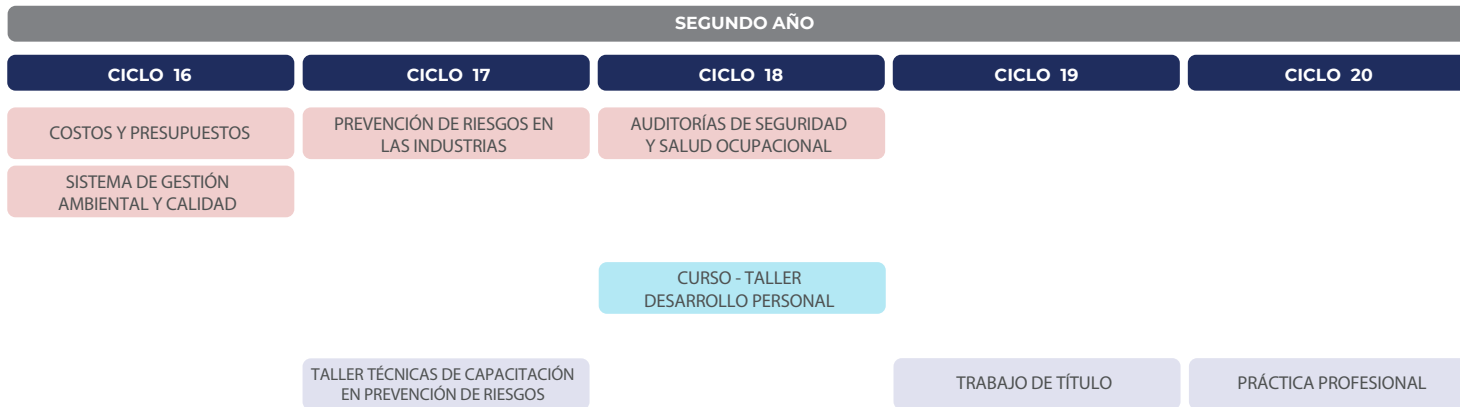 SEGUNDO AÑO
CICLO 16
CICLO 17
CICLO 18
CICLO 19
CICLO 20
COSTOS Y PRESUPUESTOS
PREVENCIÓN DE RIESGOS EN
LAS INDUSTRIAS
AUDITORÍAS DE SEGURIDAD
Y SALUD OCUPACIONAL
SISTEMA DE GESTIÓN
AMBIENTAL Y CALIDAD
CURSO - TALLER
DESARROLLO PERSONAL
TALLER TÉCNICAS DE CAPACITACIÓN
EN PREVENCIÓN DE RIESGOS
TRABAJO DE TÍTULO
PRÁCTICA PROFESIONAL